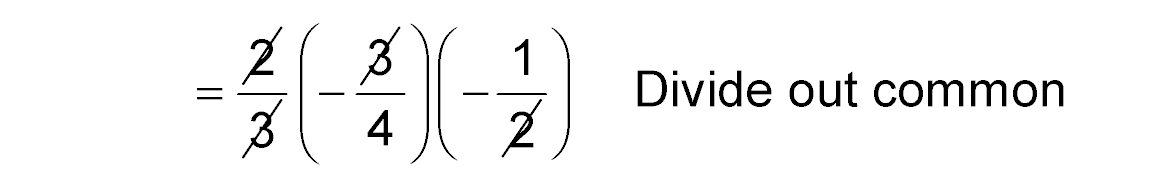 = 2/3 (- 3/4)(- 1/2) Divide out common